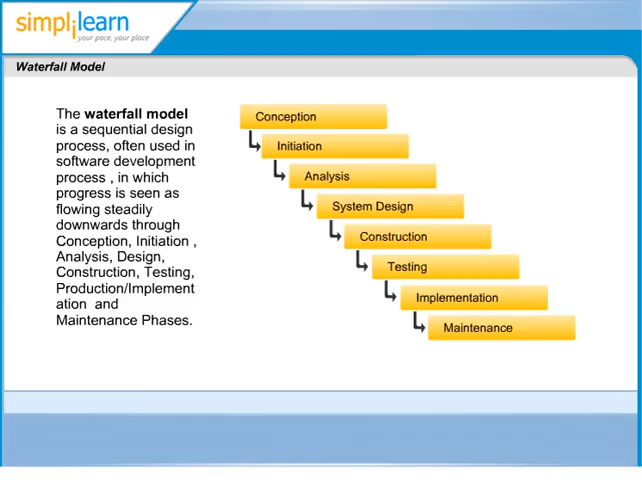 simplilearn
your pace, your place
Waterfall Model
The waterfall model
is a sequential design
process, often used in
software development
process , in which
progress is seen as
flowing steadily
downwards through
Conception, Initiation ,
Analysis, Design,
Construction, Testing,
Production/Implement
ation and
Maintenance Phases.
Conception
Initiation
Analysis
System Design
Construction
Testing
Implementation
Maintenance